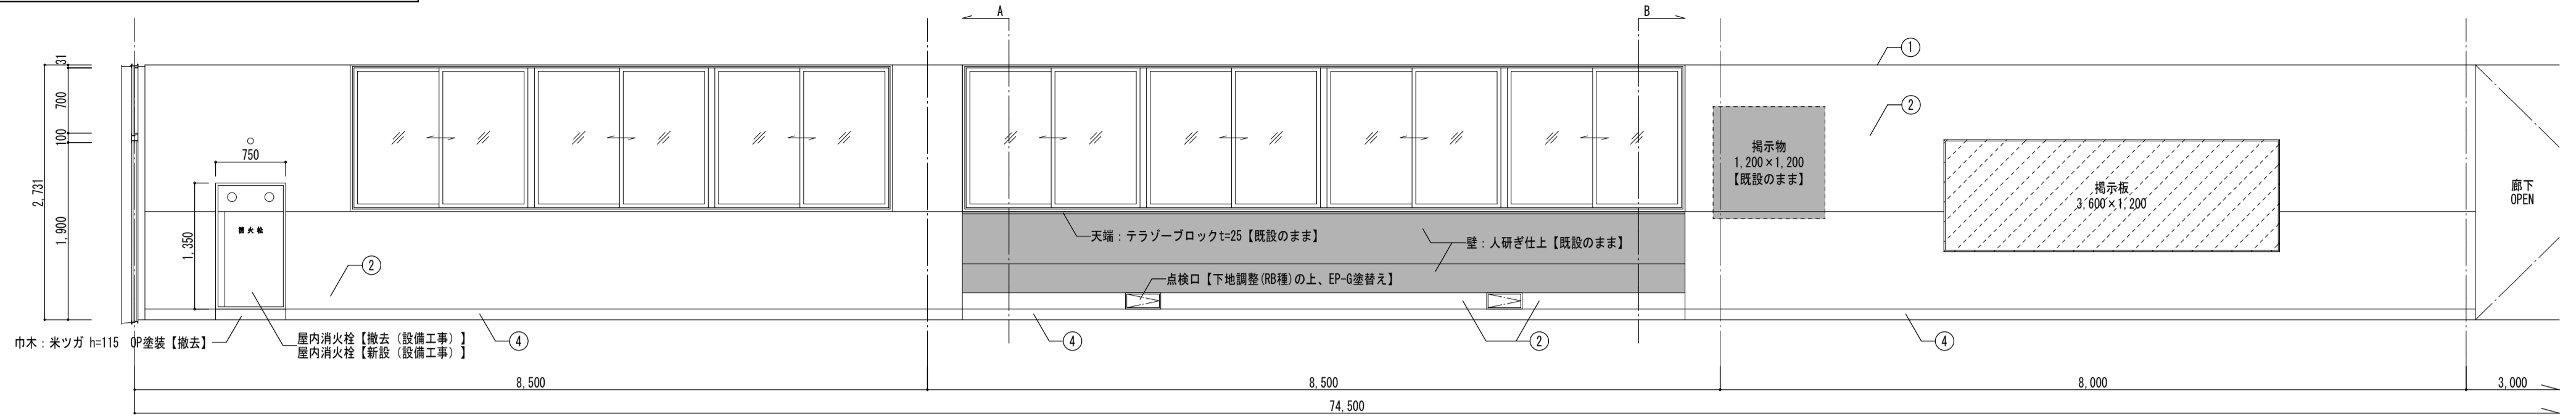 A
B
31
700
100
1,900
2,731
750
1,350
消火栓
①
②
掲示物
1,200×1,200
【既設のまま】
掲示板
3,600×1,200
廊下
OPEN
天端：テラゾーブロックt=25【既設のまま】
壁：人研ぎ仕上【既設のまま】
点検口【下地調整(RB種)の上、EP-G塗替え】
②
巾木：米ツガ h=115　OP塗装【撤去】
屋内消火栓【撤去（設備工事）】
屋内消火栓【新設（設備工事）】
④
④
②
④
8,500
8,500
8,000
3,000
74,500